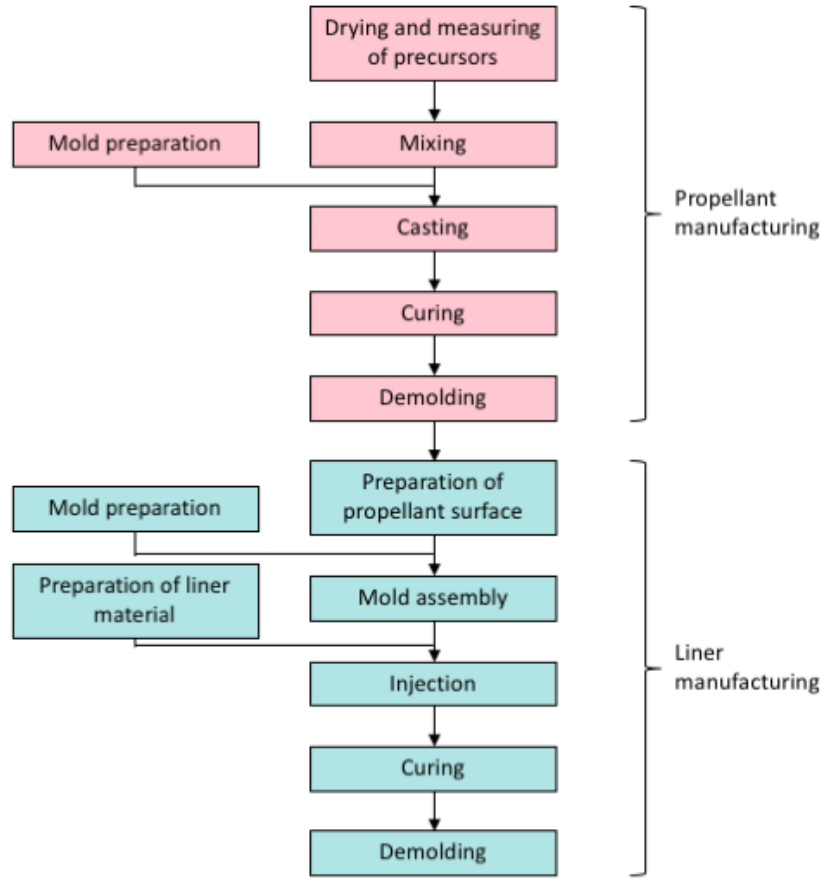 Drying and measuring
of precursors
Mold preparation
Mixing
Casting
Curing
Demolding
Propellant
manufacturing
Preparation of
propellant surface
Mold preparation
Preparation of liner
material
Mold assembly
Injection
Curing
Demolding
Liner
manufacturing